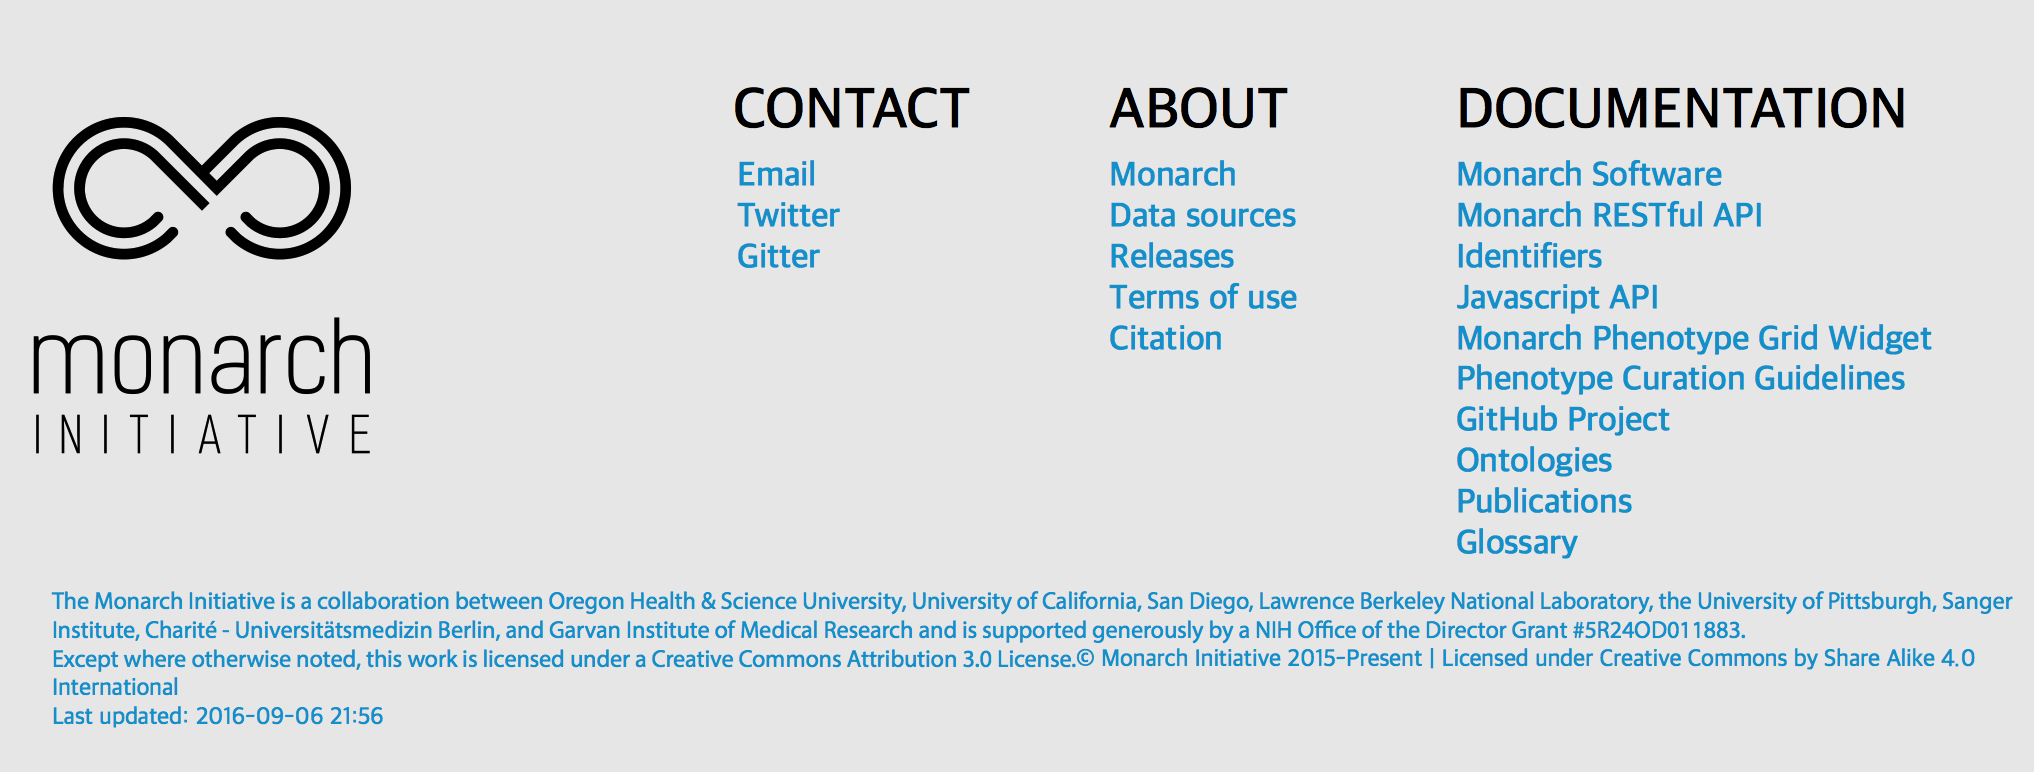 monarch
INITIATIVE
CONTACT
Email
Twitter
Gitter
ABOUT
Monarch
Data sources
Releases
Terms of use
Citation
DOCUMENTATION
Monarch Software
Monarch RESTful API
Identifiers
Javascript API
Monarch Phenotype Grid Widget
Phenotype Curation Guidelines
GitHub Project
Ontologies
Publications
Glossary
The Monarch Initiative is a collaboration between Oregon Health & Science University, University of California, San Diego, Lawrence Berkeley National Laboratory, the University of Pittsburgh, Sanger
Institute, Charité - Universitätsmedizin Berlin, and Garvan Institute of Medical Research and is supported generously by a NIH Office of the Director Grant #5R24OD011883.
Except where otherwise noted, this work is licensed under a Creative Commons Attribution 3.0 License.© Monarch Initiative 2015-Present | Licensed under Creative Commons by Share Alike 4.0
International
Last updated: 2016-09-06 21:56